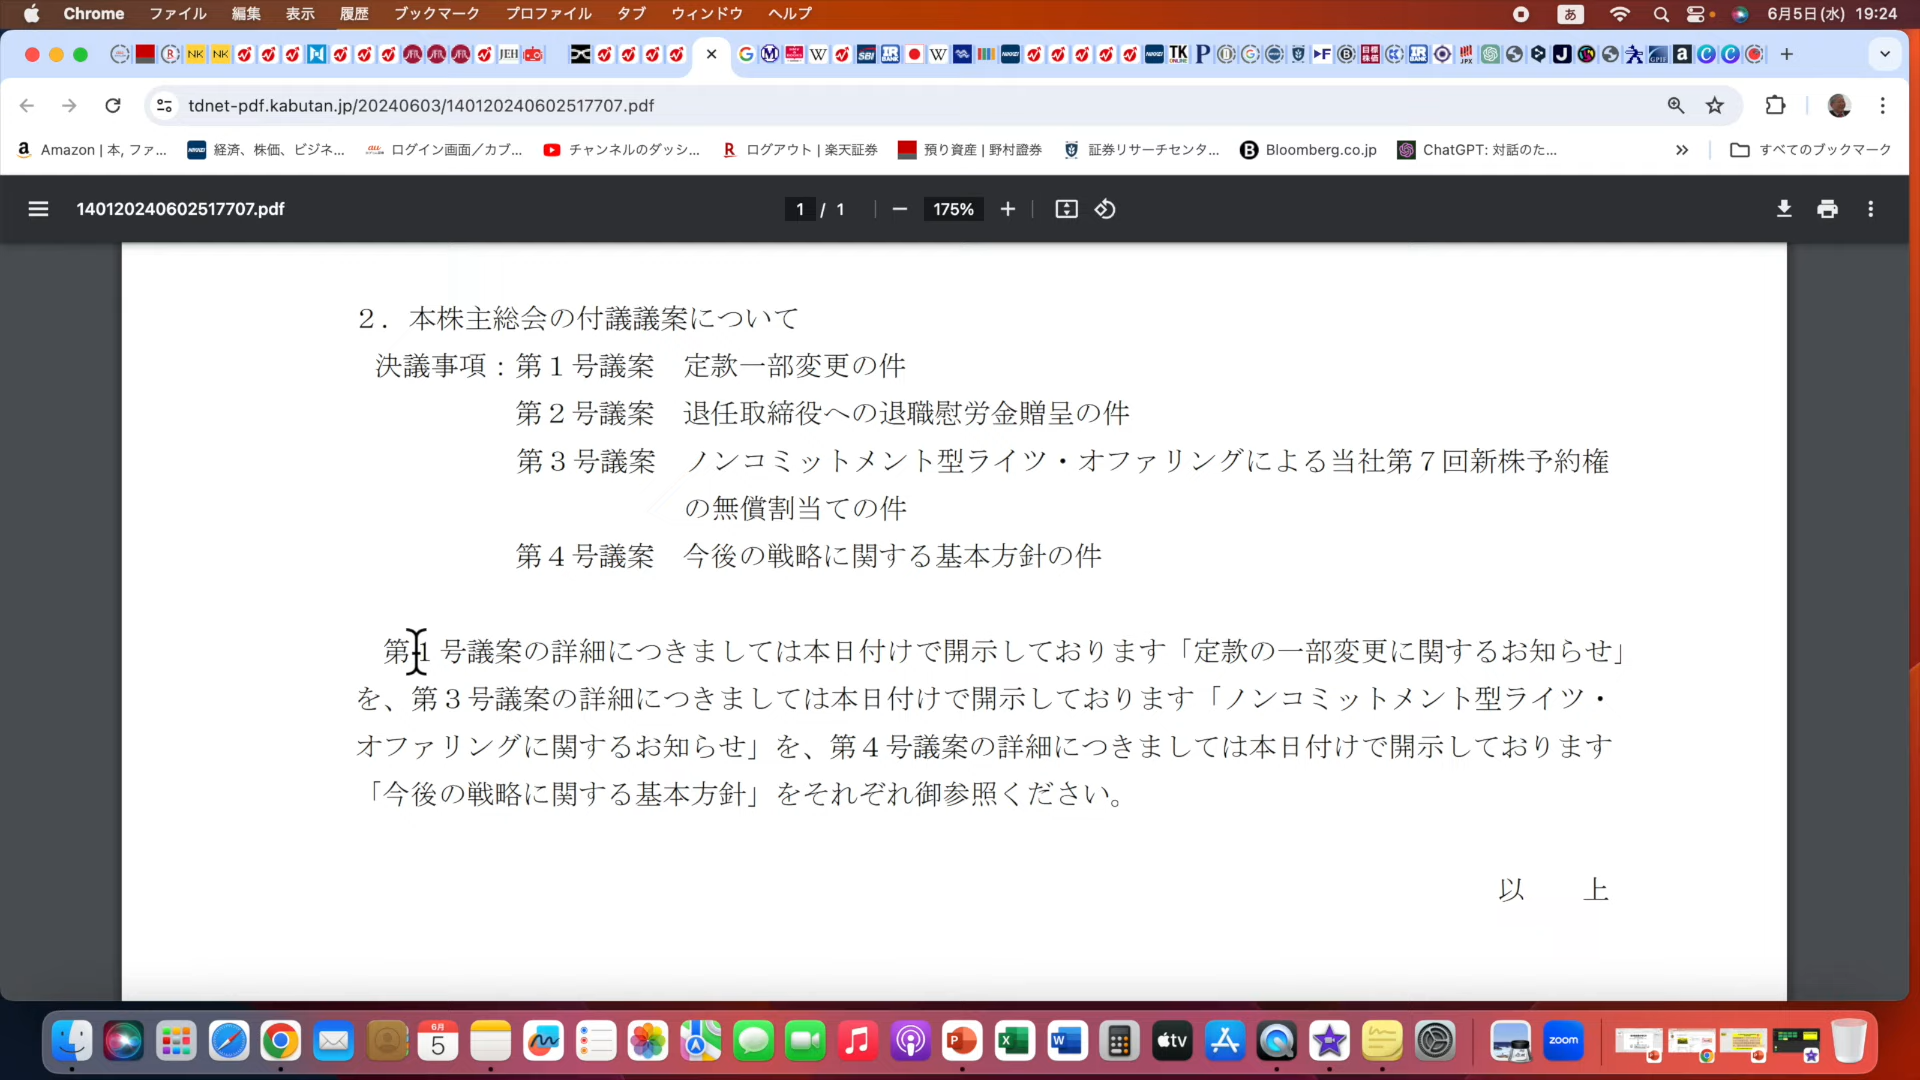 Chrome ファイル 編集 表示 履歴 ブックマーク プロファイル タブ ウィンドウ ヘルプ あ 6月5日(水) 19:24
tdnet-pdf.kabutan.jp/20240603/140120240602517707.pdf
Amazon | 本, ファ... 経済、株価、ビジネ... ログイン画面／カブ... チャンネルのダッシ... ログアウト | 楽天証券 預り資産 | 野村證券 証券リサーチセンタ... Bloomberg.co.jp ChatGPT: 対話のた... » すべてのブックマーク
140120240602517707.pdf 1 / 1 175%
２．本株主総会の付議議案について
決議事項：第１号議案 定款一部変更の件
第２号議案 退任取締役への退職慰労金贈呈の件
第３号議案 ノンコミットメント型ライツ・オファリングによる当社第７回新株予約権
の無償割当ての件
第４号議案 今後の戦略に関する基本方針の件
第１号議案の詳細につきましては本日付けで開示しております「定款の一部変更に関するお知らせ」
を、第３号議案の詳細につきましては本日付けで開示しております「ノンコミットメント型ライツ・
オファリングに関するお知らせ」を、第４号議案の詳細につきましては本日付けで開示しております
「今後の戦略に関する基本方針」をそれぞれ御参照ください。
以 上
6月
5
tv
zoom